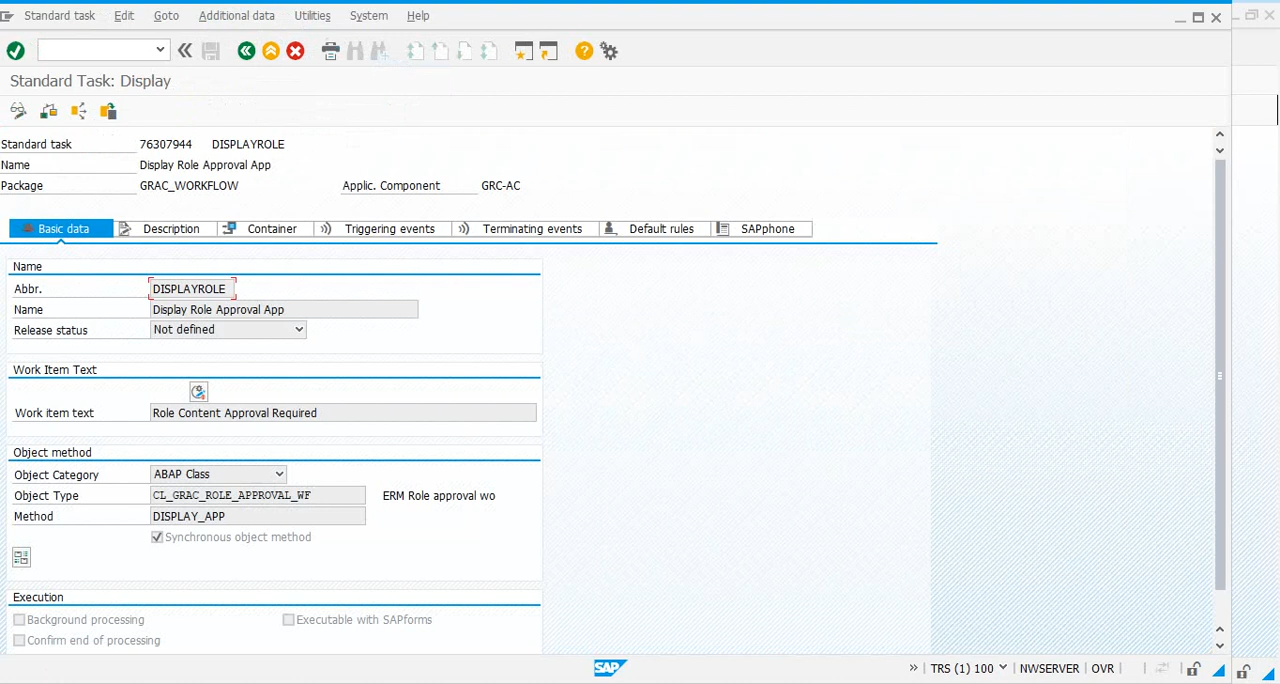 Standard task Edit Goto Additional data Utilities System Help
Standard Task: Display
Standard task 76307944 DISPLAYROLE
Name Display Role Approval App
Package GRAC_WORKFLOW Applic. Component GRC-AC
Basic data Description Container Triggering events Terminating events Default rules SAPphone
Name
Abbr. DISPLAYROLE
Name Display Role Approval App
Release status Not defined
Work Item Text
Work item text Role Content Approval Required
Object method
Object Category ABAP Class
Object Type CL_GRAC_ROLE_APPROVAL_WF ERM Role approval wo
Method DISPLAY_APP
Synchronous object method
Execution
Background processing Executable with SAPforms
Confirm end of processing
SAP » TRS (1) 100 NWSERVER OVR